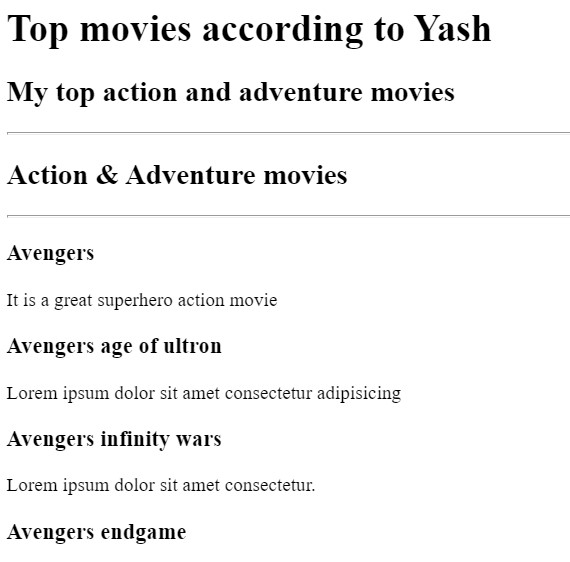 Top movies according to Yash
My top action and adventure movies
Action & Adventure movies
Avengers
It is a great superhero action movie
Avengers age of ultron
Lorem ipsum dolor sit amet consectetur adipisicing
Avengers infinity wars
Lorem ipsum dolor sit amet consectetur.
Avengers endgame